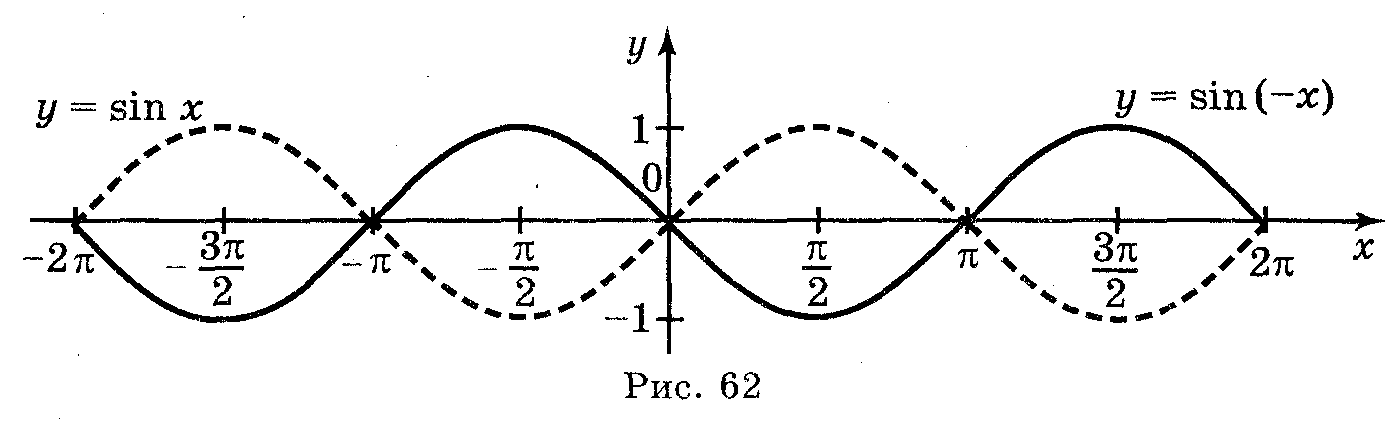 y
y = sin x
y = sin (−x)
1
0
−2π
−3π/2
−π
−π/2
π/2
π
3π/2
2π
x
−1
Рис. 62